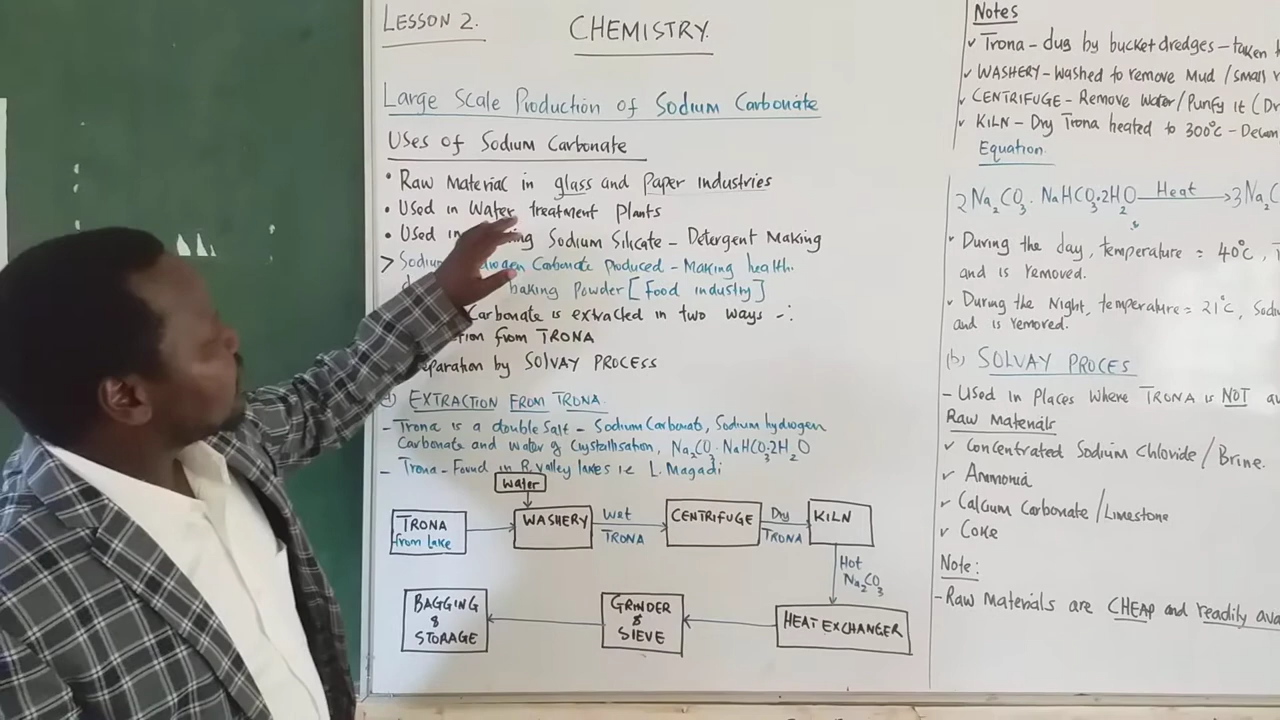 LESSON 2.
CHEMISTRY.
Large Scale Production of Sodium Carbonate
Uses of Sodium Carbonate
• Raw Material in glass and Paper Industries
• Used in Water treatment Plants
• Used in Sodium Silicate - Detergent Making
> Carbonate Produced - Making health.
baking Powder [Food industry]
Carbonate is extracted in two ways -:
from TRONA
by SOLVAY PROCESS
EXTRACTION FROM TRONA.
- Trona is a double Salt - Sodium Carbonate, Sodium hydrogen
Carbonate and Water of Crystallisation, Na₂CO₃·NaHCO₃·2H₂O
- Trona - Found in R. Valley lakes i.e L. Magadi
Water
TRONA
from lake
WASHERY
Wet
TRONA
CENTRIFUGE
Dry
TRONA
KILN
Hot
Na₂CO₃
HEAT EXCHANGER
GRINDER
&
SIEVE
BAGGING
&
STORAGE
Notes
✓ Trona - dug by bucket dredges - taken
✓ WASHERY - Washed to remove Mud / small
✓ CENTRIFUGE - Remove Water / Purify it
✓ KILN - Dry Trona heated to 300°C -
Equation.
2Na₂CO₃. NaHCO₃·2H₂O Heat → 3Na₂C
• During the day, temperature = 40°C,
and is removed.
✓ During the Night, temperature = 21°C,
and is removed.
(b) SOLVAY PROCES
- Used in Places Where TRONA is NOT
Raw Materials
✓ Concentrated Sodium Chloride / Brine.
✓ Ammonia
✓ Calcium Carbonate / Limestone
✓ Coke
Note:
- Raw Materials are CHEAP and readily